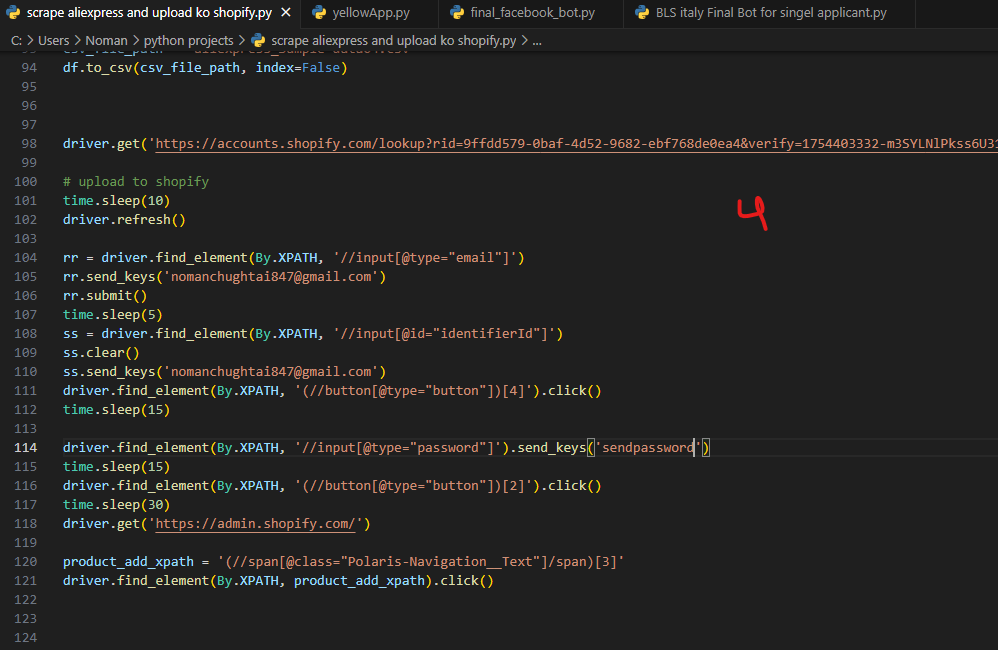 scrape aliexpress and upload ko shopify.py
yellowApp.py
final_facebook_bot.py
BLS italy Final Bot for singel applicant.py
C: > Users > Noman > python projects > scrape aliexpress and upload ko shopify.py > ...
94 df.to_csv(csv_file_path, index=False)
95
96
97
98 driver.get('https://accounts.shopify.com/lookup?rid=9ffdd579-0baf-4d52-9682-ebf768de0ea4&verify=1754403332-m3SYLNlPkss6U31
99
100 # upload to shopify
101 time.sleep(10)
102 driver.refresh()
4
103
104 rr = driver.find_element(By.XPATH, '//input[@type="email"]')
105 rr.send_keys('nomanchughtai847@gmail.com')
106 rr.submit()
107 time.sleep(5)
108 ss = driver.find_element(By.XPATH, '//input[@id="identifierId"]')
109 ss.clear()
110 ss.send_keys('nomanchughtai847@gmail.com')
111 driver.find_element(By.XPATH, '(//button[@type="button"])[4]').click()
112 time.sleep(15)
113
114 driver.find_element(By.XPATH, '//input[@type="password"]').send_keys('sendpassword')
115 time.sleep(15)
116 driver.find_element(By.XPATH, '(//button[@type="button"])[2]').click()
117 time.sleep(30)
118 driver.get('https://admin.shopify.com/')
119
120 product_add_xpath = '(//span[@class="Polaris-Navigation__Text"]/span)[3]'
121 driver.find_element(By.XPATH, product_add_xpath).click()
122
123
124